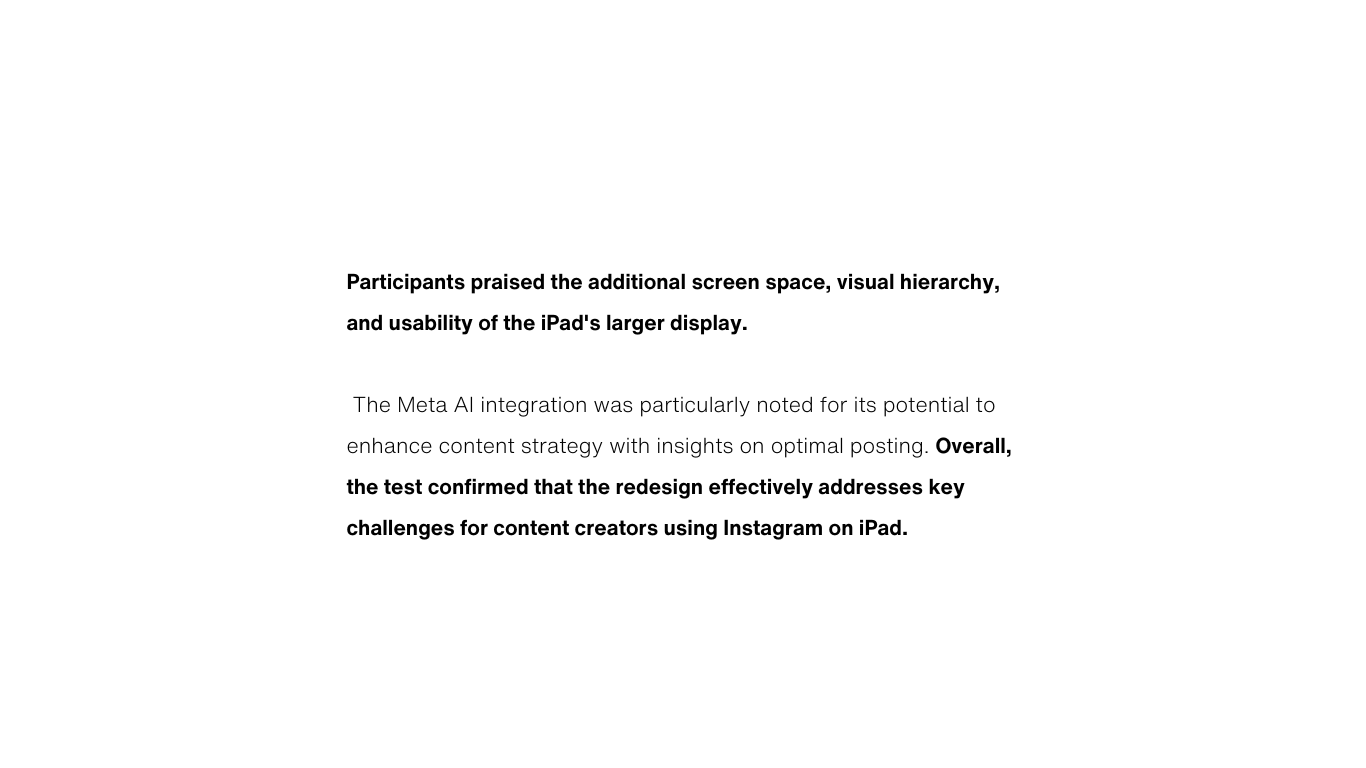 Participants praised the additional screen space, visual hierarchy,
and usability of the iPad's larger display.
The Meta AI integration was particularly noted for its potential to
enhance content strategy with insights on optimal posting. Overall,
the test confirmed that the redesign effectively addresses key
challenges for content creators using Instagram on iPad.